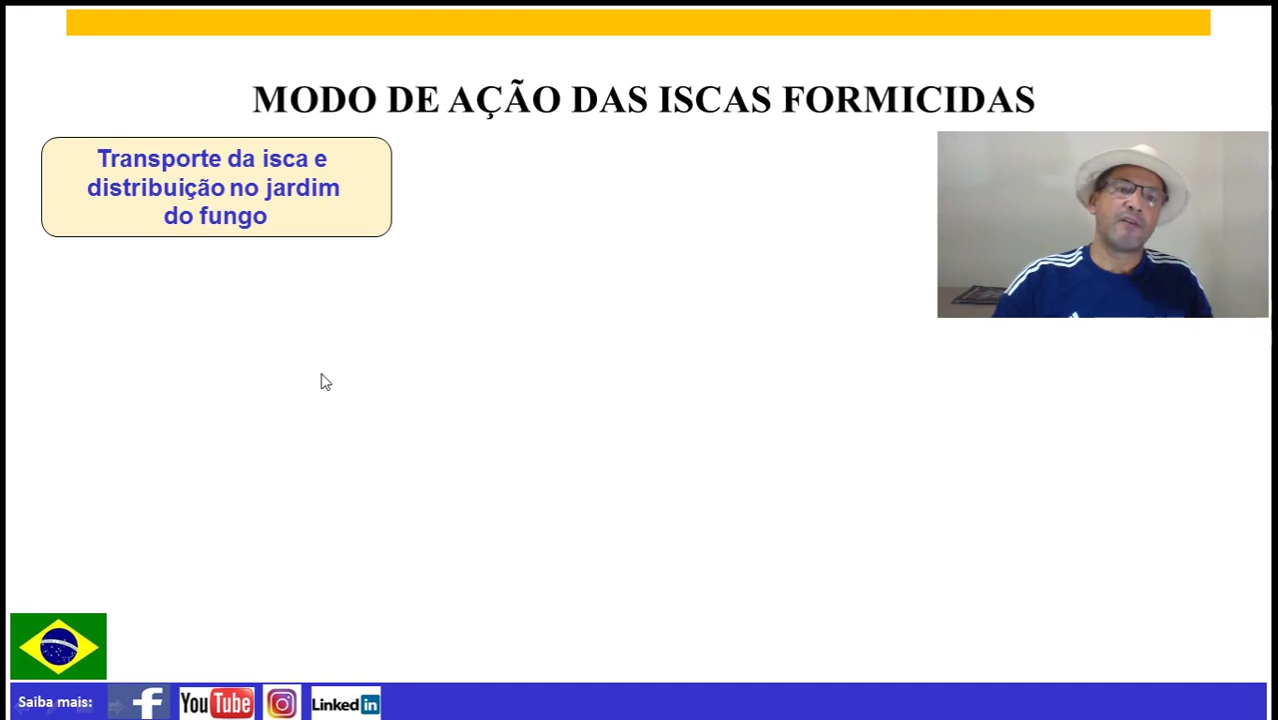 MODO DE AÇÃO DAS ISCAS FORMICIDAS
Transporte da isca e
distribuição no jardim
do fungo
Saiba mais:
f
YouTube
Linked in